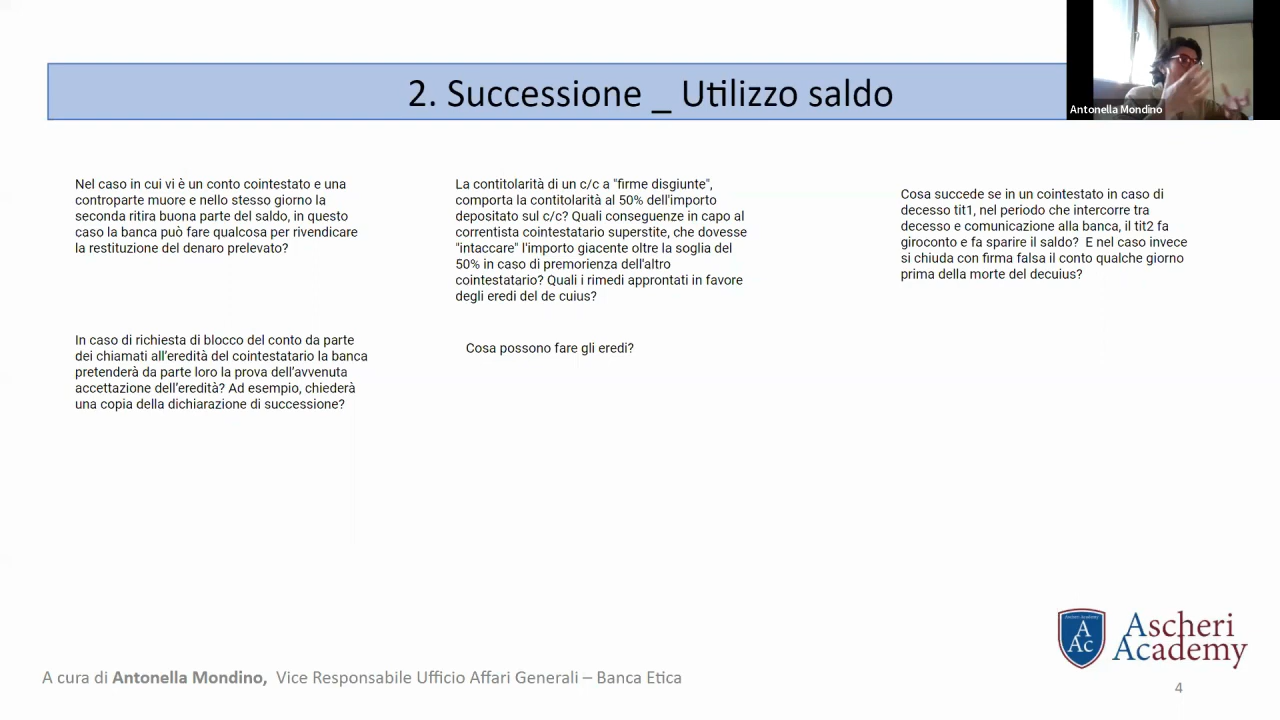 2. Successione _ Utilizzo saldo
Antonella Mondino
Nel caso in cui vi è un conto cointestato e una
controparte muore e nello stesso giorno la
seconda ritira buona parte del saldo, in questo
caso la banca può fare qualcosa per rivendicare
la restituzione del denaro prelevato?
La contitolarità di un c/c a "firme disgiunte",
comporta la contitolarità al 50% dell'importo
depositato sul c/c? Quali conseguenze in capo al
correntista cointestatario superstite, che dovesse
"intaccare" l'importo giacente oltre la soglia del
50% in caso di premorienza dell'altro
cointestatario? Quali i rimedi approntati in favore
degli eredi del de cuius?
Cosa succede se in un cointestato in caso di
decesso tit1, nel periodo che intercorre tra
decesso e comunicazione alla banca, il tit2 fa
giroconto e fa sparire il saldo?  E nel caso invece
si chiuda con firma falsa il conto qualche giorno
prima della morte del decuius?
In caso di richiesta di blocco del conto da parte
dei chiamati all’eredità del cointestatario la banca
pretenderà da parte loro la prova dell’avvenuta
accettazione dell’eredità? Ad esempio, chiederà
una copia della dichiarazione di successione?
Cosa possono fare gli eredi?
Ascheri Academy
A
Ac
Ascheri
Academy
A cura di Antonella Mondino,  Vice Responsabile Ufficio Affari Generali – Banca Etica
4